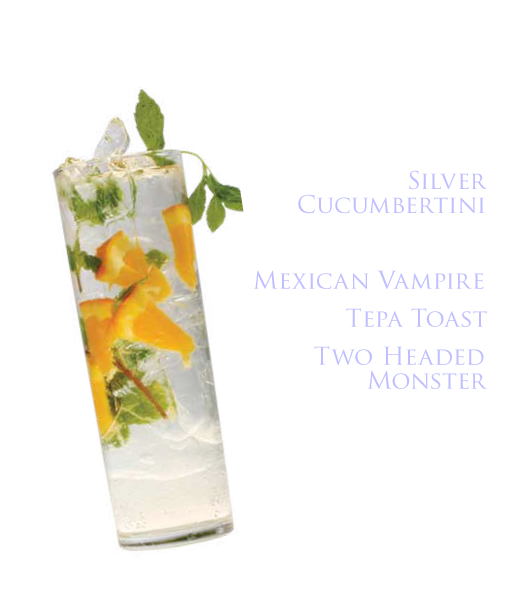 Silver
Cucumbertini
Mexican Vampire
Tepa Toast
Two Headed
Monster